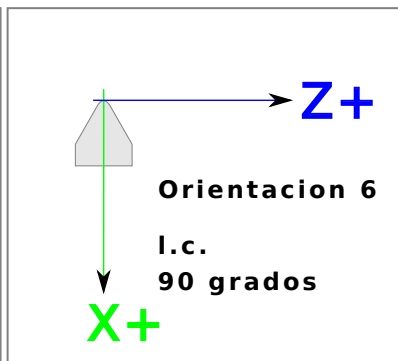 Z+
Orientacion 6
l.c.
90 grados
X+